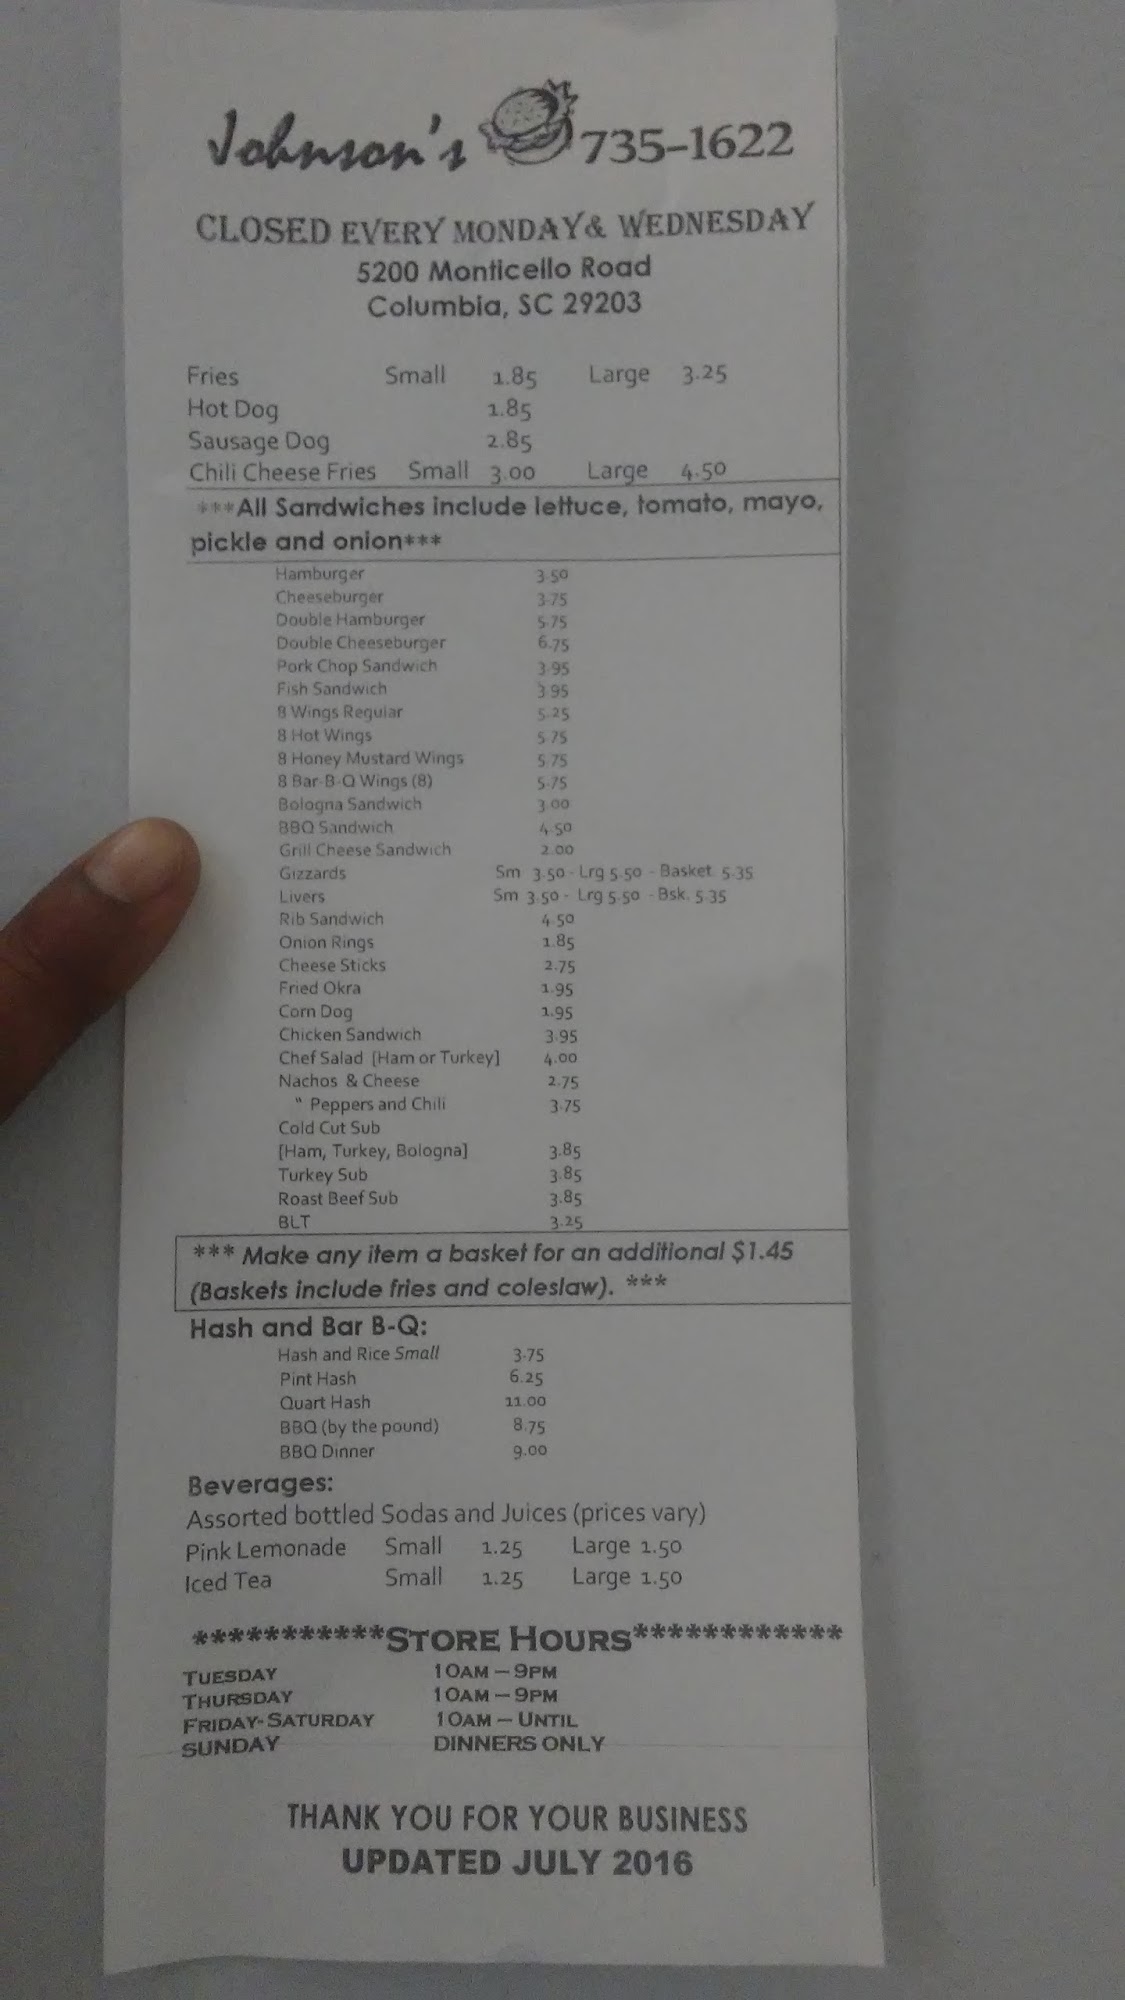 Johnson's 735-1622
CLOSED EVERY MONDAY& WEDNESDAY
5200 Monticello Road
Columbia, SC 29203
Fries Small 1.85 Large 3.25
Hot Dog 1.85
Sausage Dog 2.85
Chili Cheese Fries Small 3.00 Large 4.50
***All Sandwiches include lettuce, tomato, mayo,
pickle and onion***
Hamburger 3.50
Cheeseburger 3.75
Double Hamburger 5.75
Double Cheeseburger 6.75
Pork Chop Sandwich 3.95
Fish Sandwich 3.95
8 Wings Regular 5.25
8 Hot Wings 5.75
8 Honey Mustard Wings 5.75
8 Bar-B-Q Wings (8) 5.75
Bologna Sandwich 3.00
BBQ Sandwich 4.50
Grill Cheese Sandwich 2.00
Gizzards Sm 3.50 - Lrg 5.50 - Basket 5.35
Livers Sm 3.50 - Lrg 5.50 - Bsk. 5.35
Rib Sandwich 4.50
Onion Rings 1.85
Cheese Sticks 2.75
Fried Okra 1.95
Corn Dog 1.95
Chicken Sandwich 3.95
Chef Salad [Ham or Turkey] 4.00
Nachos & Cheese 2.75
" Peppers and Chili 3.75
Cold Cut Sub
[Ham, Turkey, Bologna] 3.85
Turkey Sub 3.85
Roast Beef Sub 3.85
BLT 3.25
*** Make any item a basket for an additional $1.45
(Baskets include fries and coleslaw). ***
Hash and Bar B-Q:
Hash and Rice Small 3.75
Pint Hash 6.25
Quart Hash 11.00
BBQ (by the pound) 8.75
BBQ Dinner 9.00
Beverages:
Assorted bottled Sodas and Juices (prices vary)
Pink Lemonade Small 1.25 Large 1.50
Iced Tea Small 1.25 Large 1.50
***********STORE HOURS************
TUESDAY 10AM – 9PM
THURSDAY 10AM – 9PM
FRIDAY-SATURDAY 10AM – UNTIL
SUNDAY DINNERS ONLY
THANK YOU FOR YOUR BUSINESS
UPDATED JULY 2016